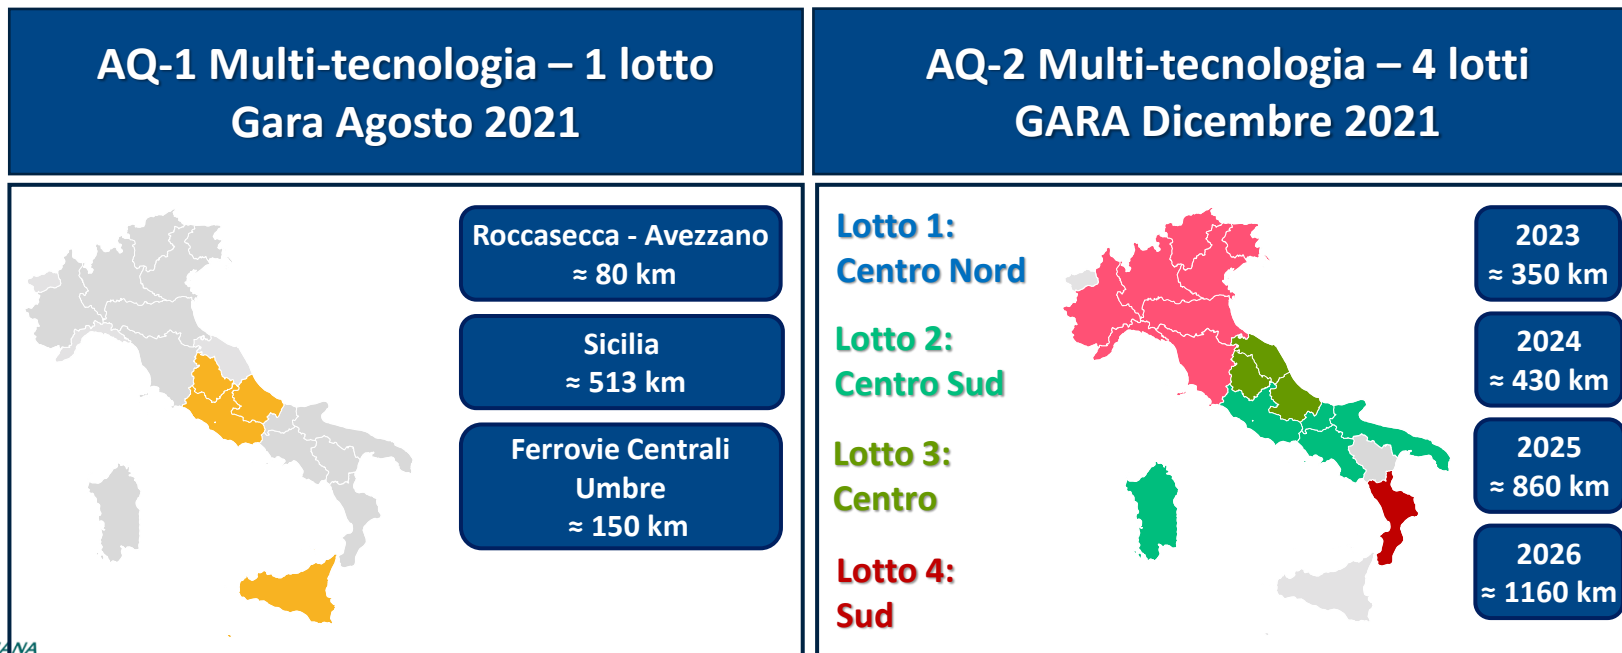 AQ-1 Multi-tecnologia – 1 lotto
Gara Agosto 2021
Roccasecca - Avezzano
≈ 80 km
Sicilia
≈ 513 km
Ferrovie Centrali
Umbre
≈ 150 km
AQ-2 Multi-tecnologia – 4 lotti
GARA Dicembre 2021
Lotto 1:
Centro Nord
Lotto 2:
Centro Sud
Lotto 3:
Centro
Lotto 4:
Sud
2023
≈ 350 km
2024
≈ 430 km
2025
≈ 860 km
2026
≈ 1160 km